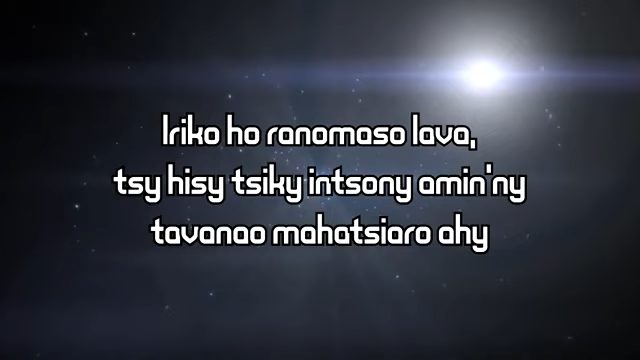 Iriko ho ranomaso lava,
tsy hisy tsiky intsony amin'ny
tavanao mahatsiaro ahy